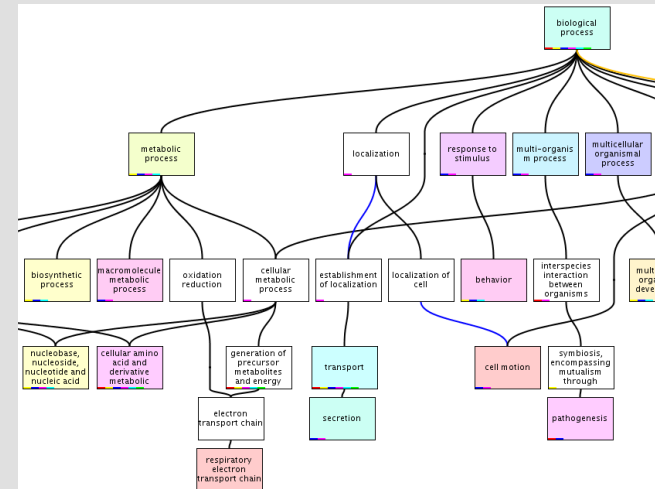 biological
process
metabolic
process
localization
response to
stimulus
multi-organis
m process
multicellular
organismal
process
biosynthetic
process
macromolecule
metabolic
process
oxidation
reduction
cellular
metabolic
process
establishment
of localization
localization of
cell
behavior
interspecies
interaction
between
organisms
mult
orga
deve
nucleobase,
nucleoside,
nucleotide and
nucleic acid
cellular amino
acid and
derivative
metabolic
generation of
precursor
metabolites
and energy
transport
cell motion
symbiosis,
encompassing
mutualism
through
electron
transport chain
secretion
pathogenesis
respiratory
electron
transport chain